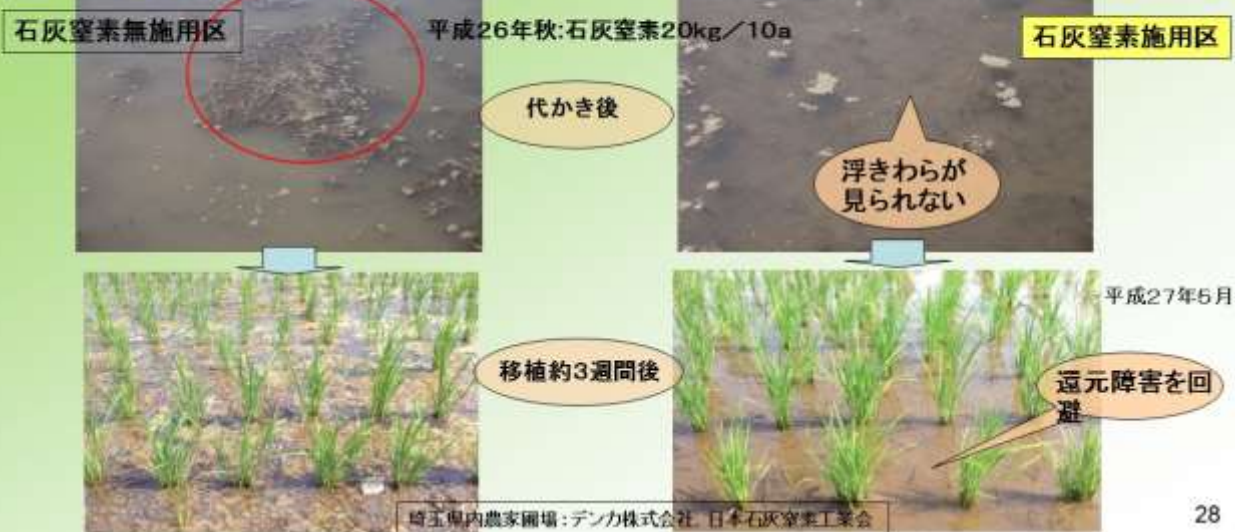 石灰窒素無施用区
平成26年秋:石灰窒素20kg/10a
石灰窒素施用区
代かき後
浮きわらが
見られない
平成27年5月
移植約3週間後
還元障害を回
避
埼玉県内農家圃場:デンカ株式会社、日本石灰窒素工業会
28